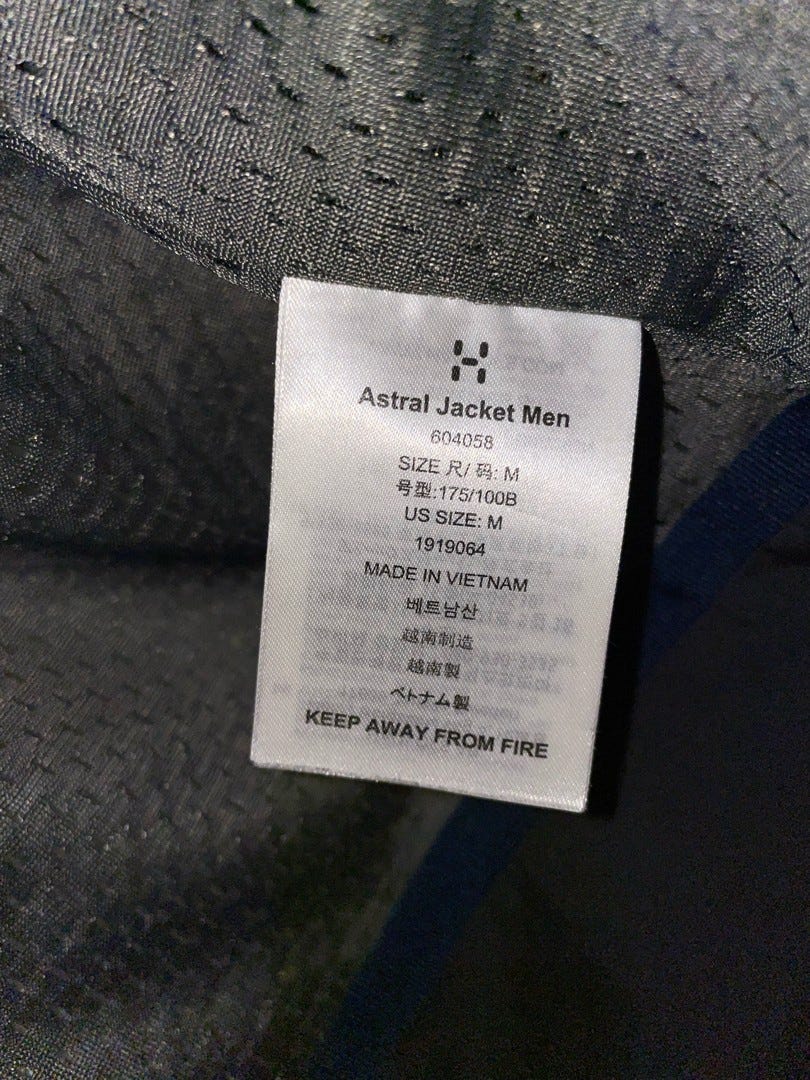 Astral Jacket Men
604058
SIZE 尺/ 码: M
号型:175/100B
US SIZE: M
1919064
MADE IN VIETNAM
베트남산
越南制造
越南製
ベトナム製
KEEP AWAY FROM FIRE